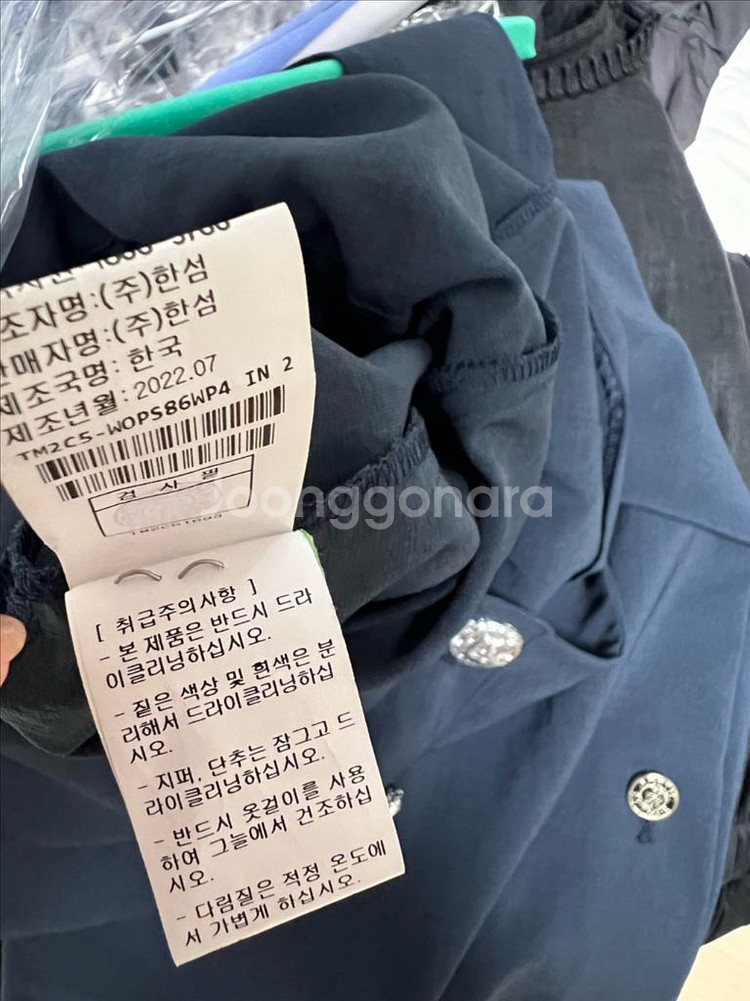 조자명:(주)한섬
판매자명:(주)한섬
제조국명: 한국
제조년월: 2022.07
TM2C5-WOPS86WP4 IN 2
검 사 필
Joonggonara
[ 취급주의사항 ]
- 본 제품은 반드시 드라
이클리닝하십시오.
- 짙은 색상 및 흰색은 분
리해서 드라이클리닝하십
시오.
- 지퍼, 단추는 잠그고 드
라이클리닝하십시오.
- 반드시 옷걸이를 사용
하여 그늘에서 건조하십
시오.
- 다림질은 적정 온도에
서 가볍게 하십시오.